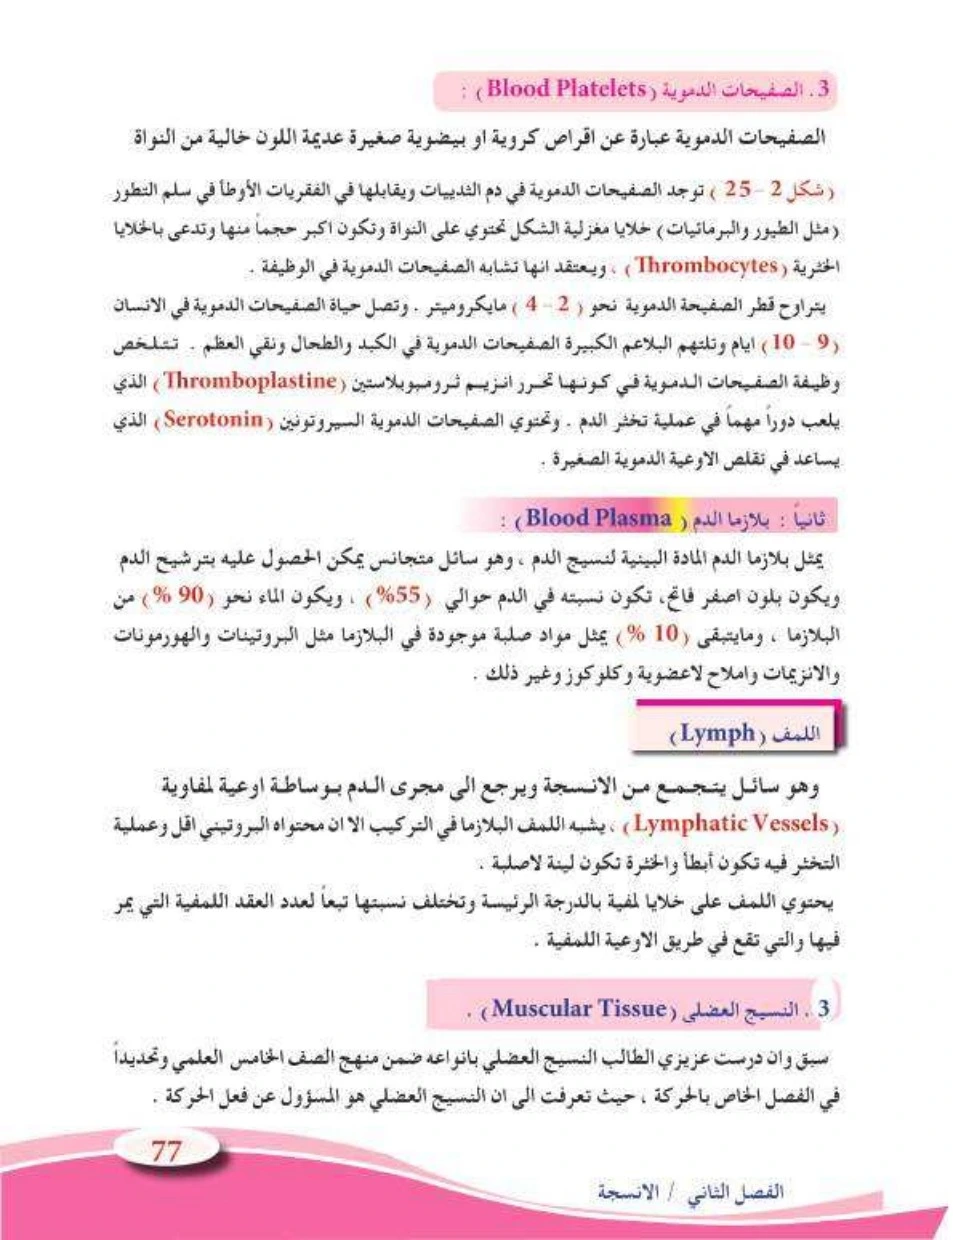 3 . الصفيحات الدموية (Blood Platelets) :
الصفيحات الدموية عبارة عن اقراص كروية او بيضوية صغيرة عديمة اللون خالية من النواة
(شكل 2 - 25) توجد الصفيحات الدموية في دم الثدييات ويقابلها في الفقريات الأوطأ في سلم التطور
(مثل الطيور والبرمائيات) خلايا مغزلية الشكل تحتوي على النواة وتكون اكبر حجماً منها وتدعى بالخلايا
الخثرية (Thrombocytes) ، ويعتقد انها تشابه الصفيحات الدموية في الوظيفة .
يتراوح قطر الصفيحة الدموية نحو (2 - 4) مايكروميتر . وتصل حياة الصفيحات الدموية في الانسان
(9 - 10) ايام وتلتهم البلاعم الكبيرة الصفيحات الدموية في الكبد والطحال ونقي العظم . تتلخص
وظيفة الصفيحات الدموية في كونها تحرر انزيم ثرومبوبلاستين (Thromboplastine) الذي
يلعب دوراً مهماً في عملية تخثر الدم . وتحتوي الصفيحات الدموية السيروتونين (Serotonin) الذي
يساعد في تقلص الاوعية الدموية الصغيرة .
ثانياً : بلازما الدم (Blood Plasma) :
يمثل بلازما الدم المادة البينية لنسيج الدم ، وهو سائل متجانس يمكن الحصول عليه بترشيح الدم
ويكون بلون اصفر فاتح، تكون نسبته في الدم حوالي (55%) ، ويكون الماء نحو (90 %) من
البلازما ، ومايتبقى (10 %) يمثل مواد صلبة موجودة في البلازما مثل البروتينات والهورمونات
والانزيمات واملاح لاعضوية وكلوكوز وغير ذلك .
اللمف (Lymph)
وهو سائل يتجمع من الانسجة ويرجع الى مجرى الدم بوساطة اوعية لمفاوية
(Lymphatic Vessels) ، يشبه اللمف البلازما في التركيب الا ان محتواه البروتيني اقل وعملية
التخثر فيه تكون أبطأ والخثرة تكون لينة لاصلبة .
يحتوي اللمف على خلايا لمفية بالدرجة الرئيسة وتختلف نسبتها تبعاً لعدد العقد اللمفية التي يمر
فيها والتي تقع في طريق الاوعية اللمفية .
3 . النسيج العضلي (Muscular Tissue) .
سبق وان درست عزيزي الطالب النسيج العضلي بانواعه ضمن منهج الصف الخامس العلمي وتحديداً
في الفصل الخاص بالحركة ، حيث تعرفت الى ان النسيج العضلي هو المسؤول عن فعل الحركة .
77
الفصل الثاني / الانسجة